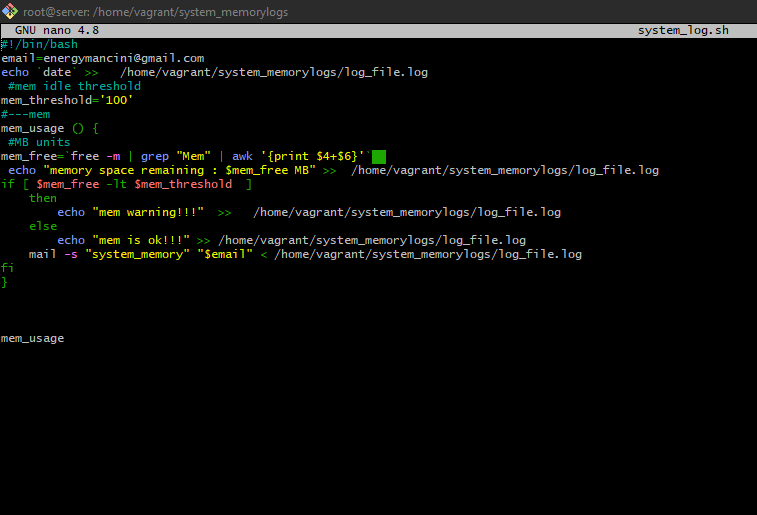 root@server: /home/vagrant/system_memorylogs
GNU nano 4.8 system_log.sh
#!/bin/bash
email=energymancini@gmail.com
echo `date` >>   /home/vagrant/system_memorylogs/log_file.log
 #mem idle threshold
mem_threshold='100'
#---mem
mem_usage () {
 #MB units
mem_free=`free -m | grep "Mem" | awk '{print $4+$6}'`
 echo "memory space remaining : $mem_free MB" >>  /home/vagrant/system_memorylogs/log_file.log
if [ $mem_free -lt $mem_threshold  ]
    then
        echo "mem warning!!!"  >>   /home/vagrant/system_memorylogs/log_file.log
    else
        echo "mem is ok!!!" >> /home/vagrant/system_memorylogs/log_file.log
    mail -s "system_memory" "$email" < /home/vagrant/system_memorylogs/log_file.log
fi
}
mem_usage